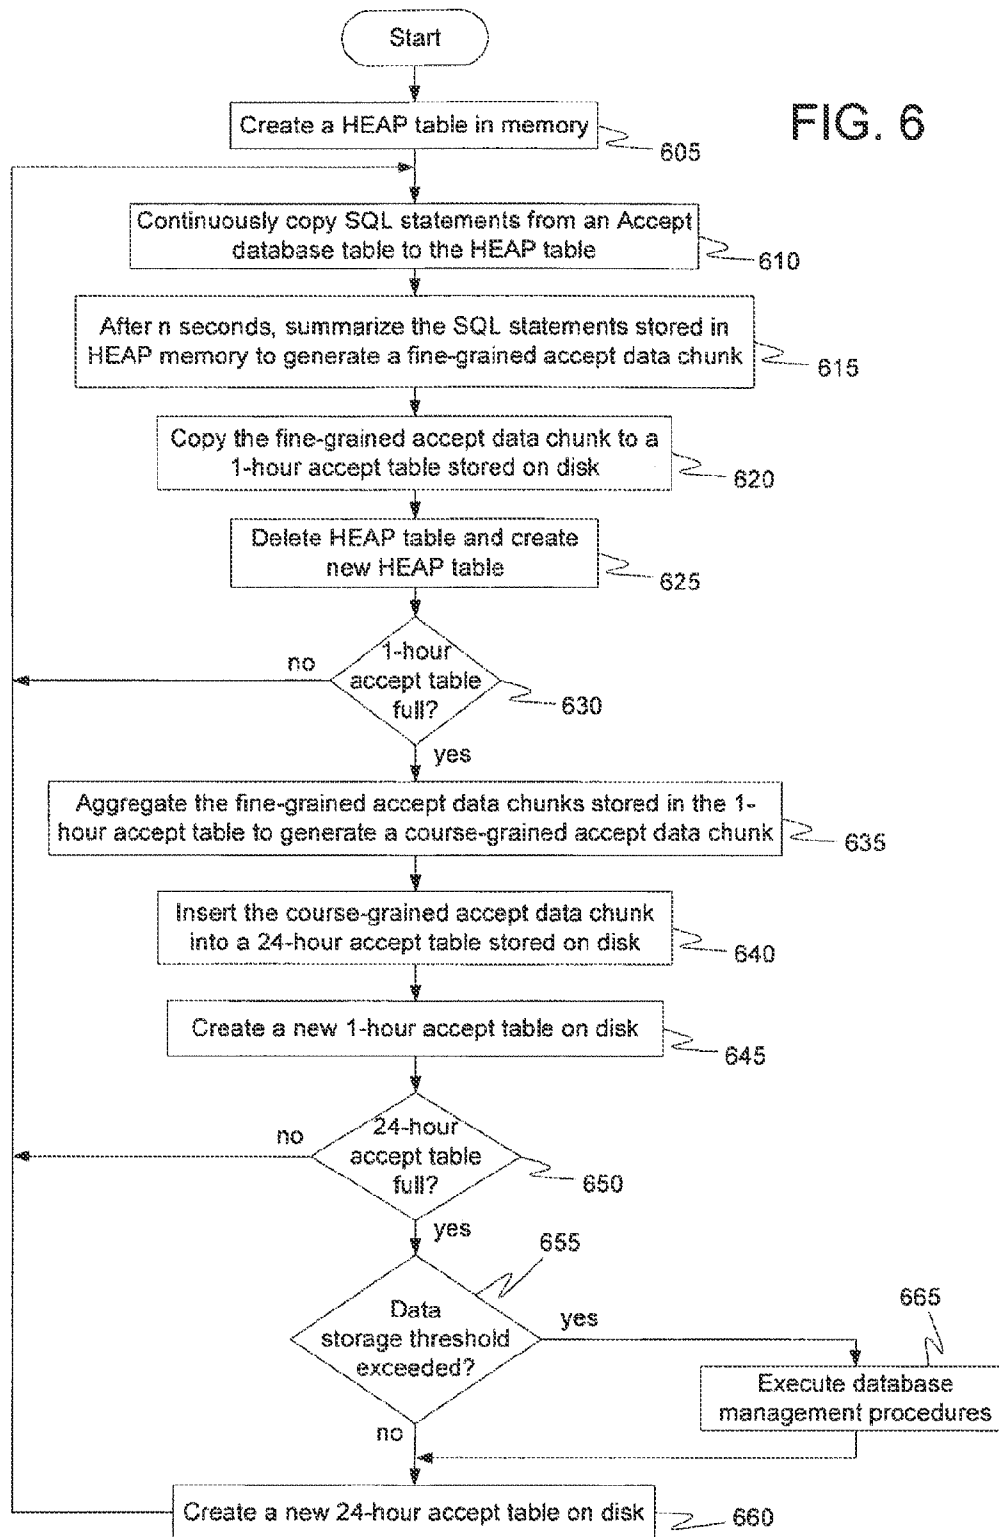 Start
FIG. 6
Create a HEAP table in memory
605
Continuously copy SQL statements from an Accept
database table to the HEAP table
610
After n seconds, summarize the SQL statements stored in
HEAP memory to generate a fine-grained accept data chunk
615
Copy the fine-grained accept data chunk to a
1-hour accept table stored on disk
620
Delete HEAP table and create
new HEAP table
625
1-hour
accept table
full?
no
630
yes
Aggregate the fine-grained accept data chunks stored in the 1-
hour accept table to generate a course-grained accept data chunk
635
Insert the course-grained accept data chunk
into a 24-hour accept table stored on disk
640
Create a new 1-hour accept table on disk
645
24-hour
accept table
full?
no
650
yes
655
Data
storage threshold
exceeded?
yes
665
Execute database
management procedures
no
Create a new 24-hour accept table on disk
660